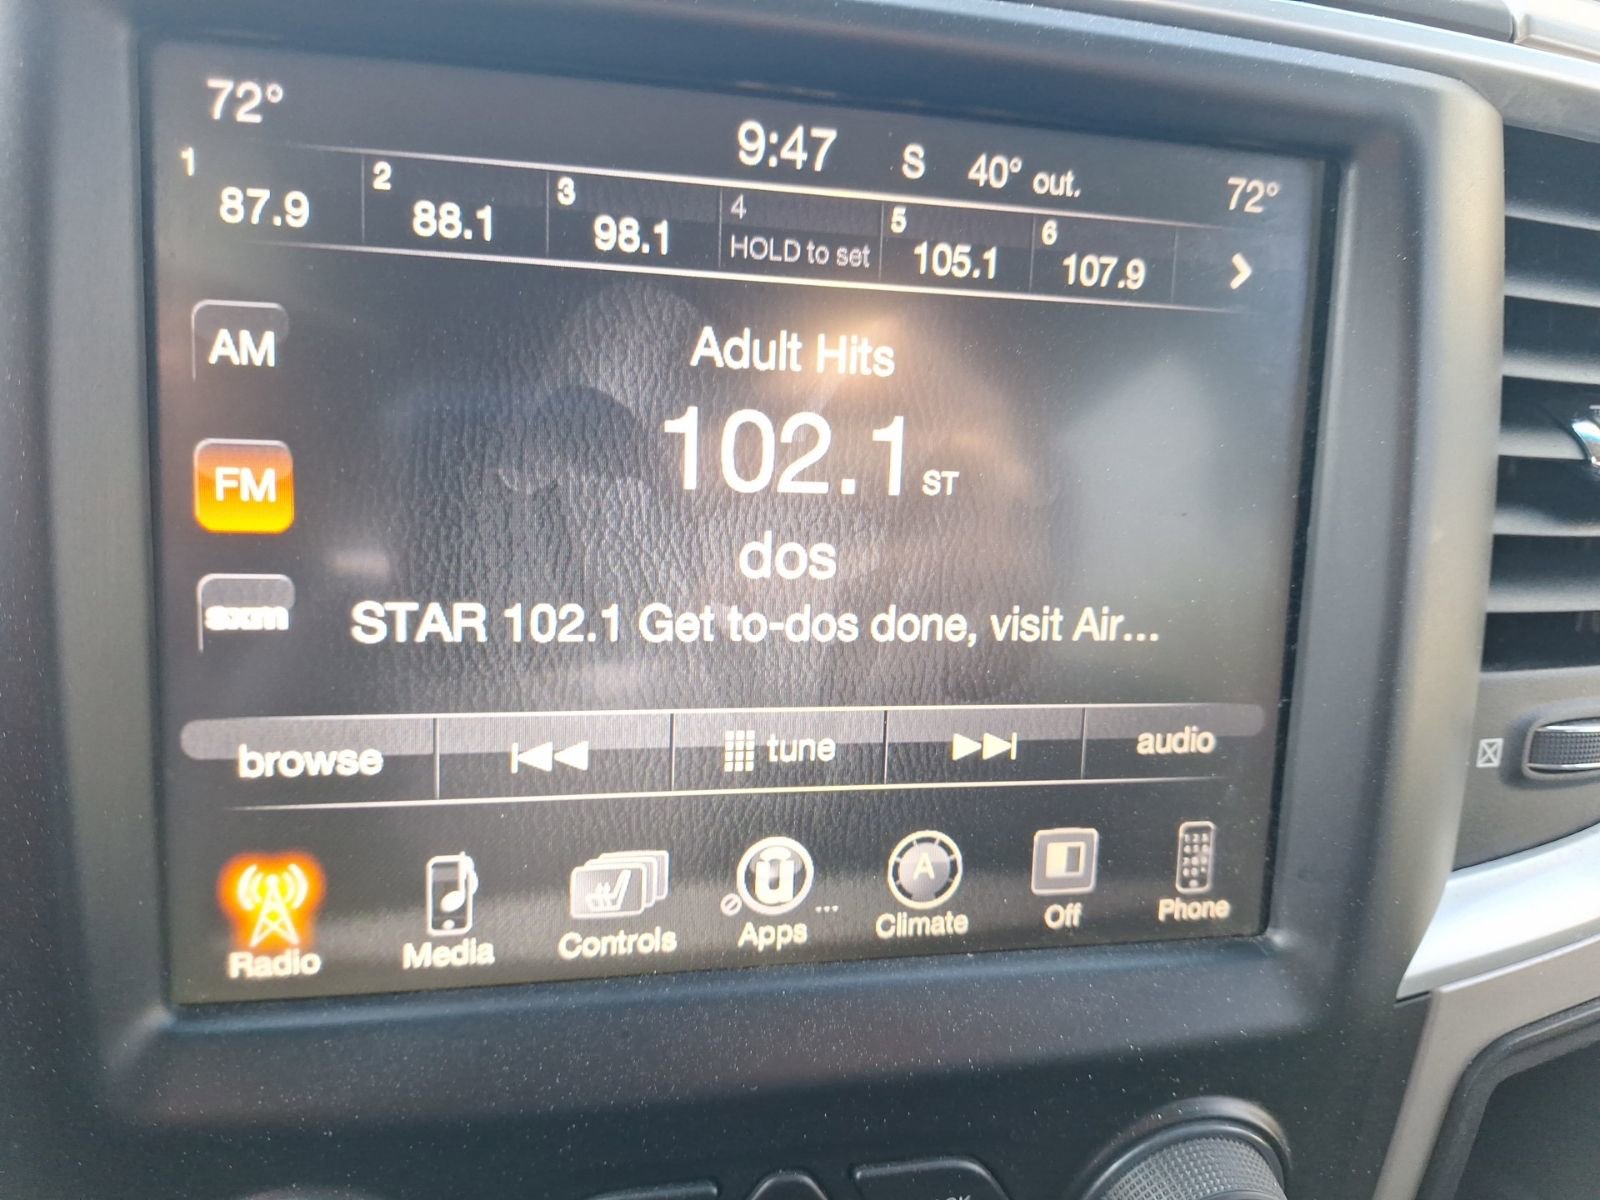 72°
9:47 S 40° out. 72°
1 87.9 2 88.1 3 98.1 4 HOLD to set 5 105.1 6 107.9
AM
Adult Hits
FM
102.1 ST
dos
sxm
STAR 102.1 Get to-dos done, visit Air...
browse tune audio
A
Radio Media Controls Apps ... Climate Off Phone